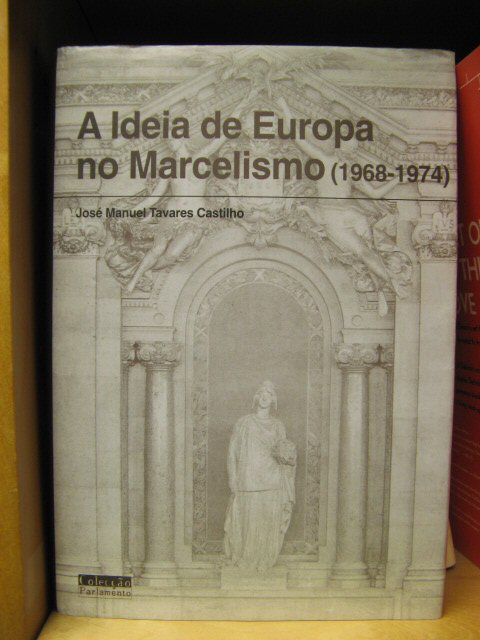 A Ideia de Europa
no Marcelismo (1968-1974)
José Manuel Tavares Castilho
Colecção
Parlamento